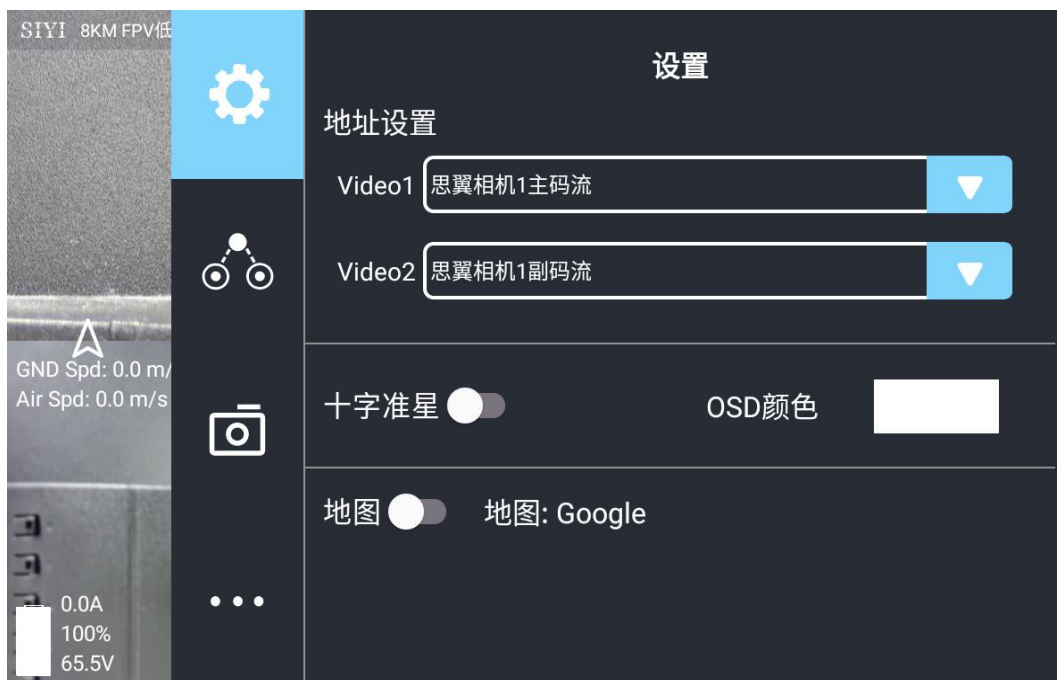 SIYI 8KM FPV低
设置
地址设置
Video1 思翼相机1主码流
Video2 思翼相机1副码流
GND Spd: 0.0 m/
Air Spd: 0.0 m/s
十字准星 OSD颜色
地图 地图: Google
0.0A
100%
65.5V